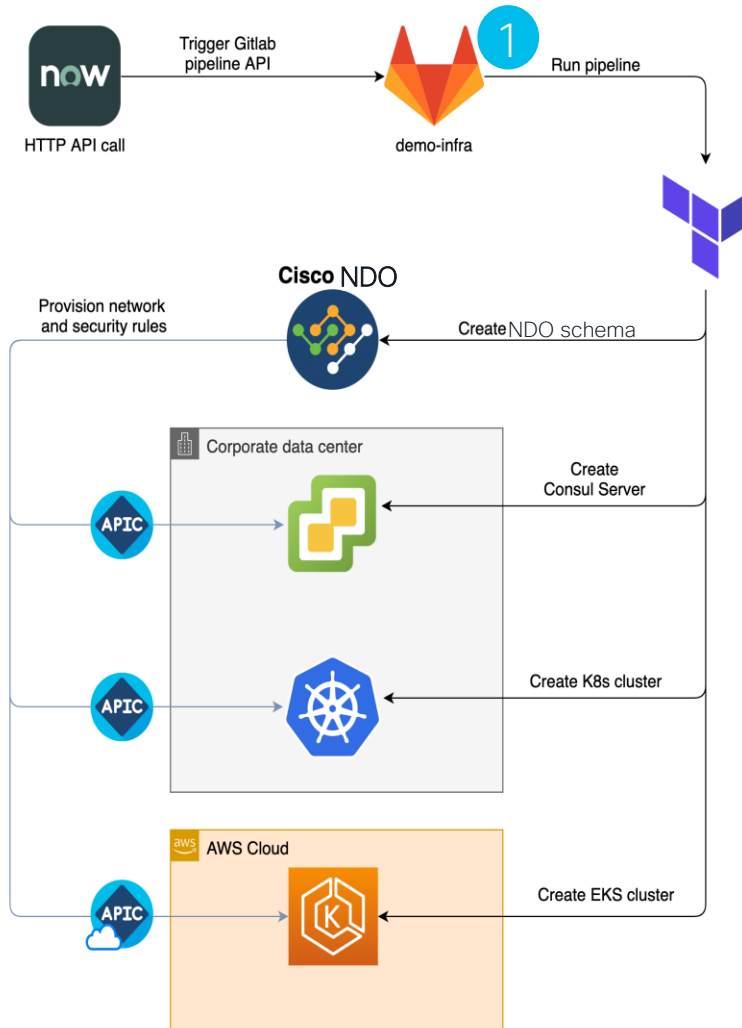 now
HTTP API call
Trigger Gitlab
pipeline API
1
demo-infra
Run pipeline
Cisco NDO
Provision network
and security rules
Create NDO schema
Corporate data center
Create
Consul Server
APIC
Create K8s cluster
APIC
aws
AWS Cloud
Create EKS cluster
APIC
K